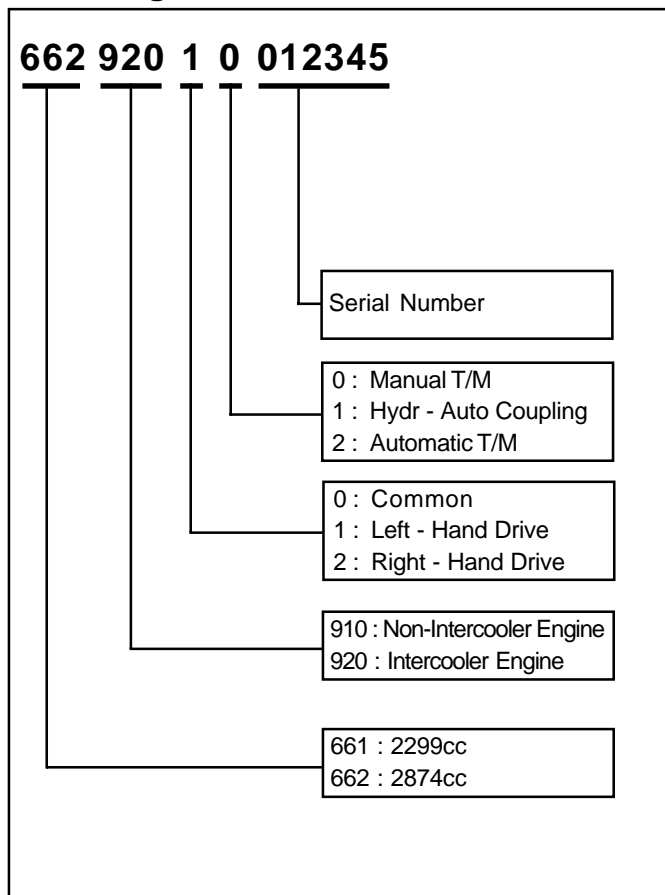 662 920 1 0 012345
Serial Number
0 : Manual T/M
1 : Hydr - Auto Coupling
2 : Automatic T/M
0 : Common
1 : Left - Hand Drive
2 : Right - Hand Drive
910 : Non-Intercooler Engine
920 : Intercooler Engine
661 : 2299cc
662 : 2874cc